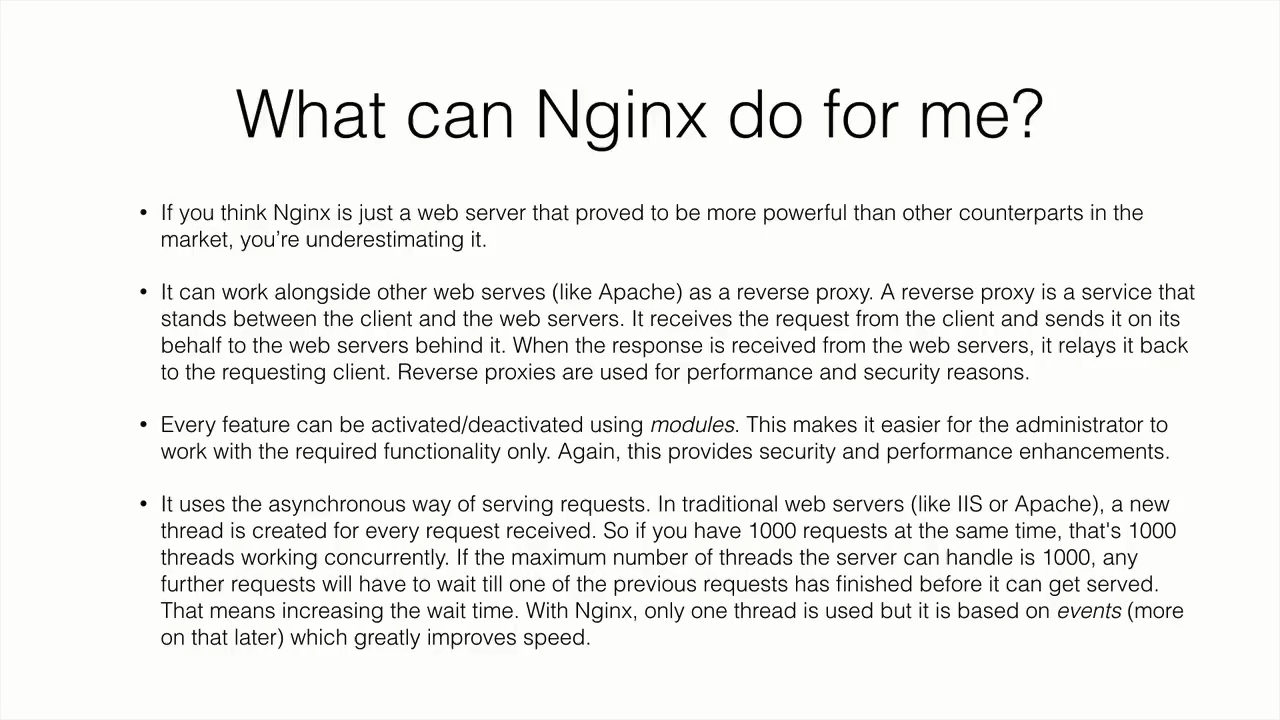 What can Nginx do for me?
• If you think Nginx is just a web server that proved to be more powerful than other counterparts in the
market, you’re underestimating it.
• It can work alongside other web serves (like Apache) as a reverse proxy. A reverse proxy is a service that
stands between the client and the web servers. It receives the request from the client and sends it on its
behalf to the web servers behind it. When the response is received from the web servers, it relays it back
to the requesting client. Reverse proxies are used for performance and security reasons.
• Every feature can be activated/deactivated using modules. This makes it easier for the administrator to
work with the required functionality only. Again, this provides security and performance enhancements.
• It uses the asynchronous way of serving requests. In traditional web servers (like IIS or Apache), a new
thread is created for every request received. So if you have 1000 requests at the same time, that's 1000
threads working concurrently. If the maximum number of threads the server can handle is 1000, any
further requests will have to wait till one of the previous requests has finished before it can get served.
That means increasing the wait time. With Nginx, only one thread is used but it is based on events (more
on that later) which greatly improves speed.